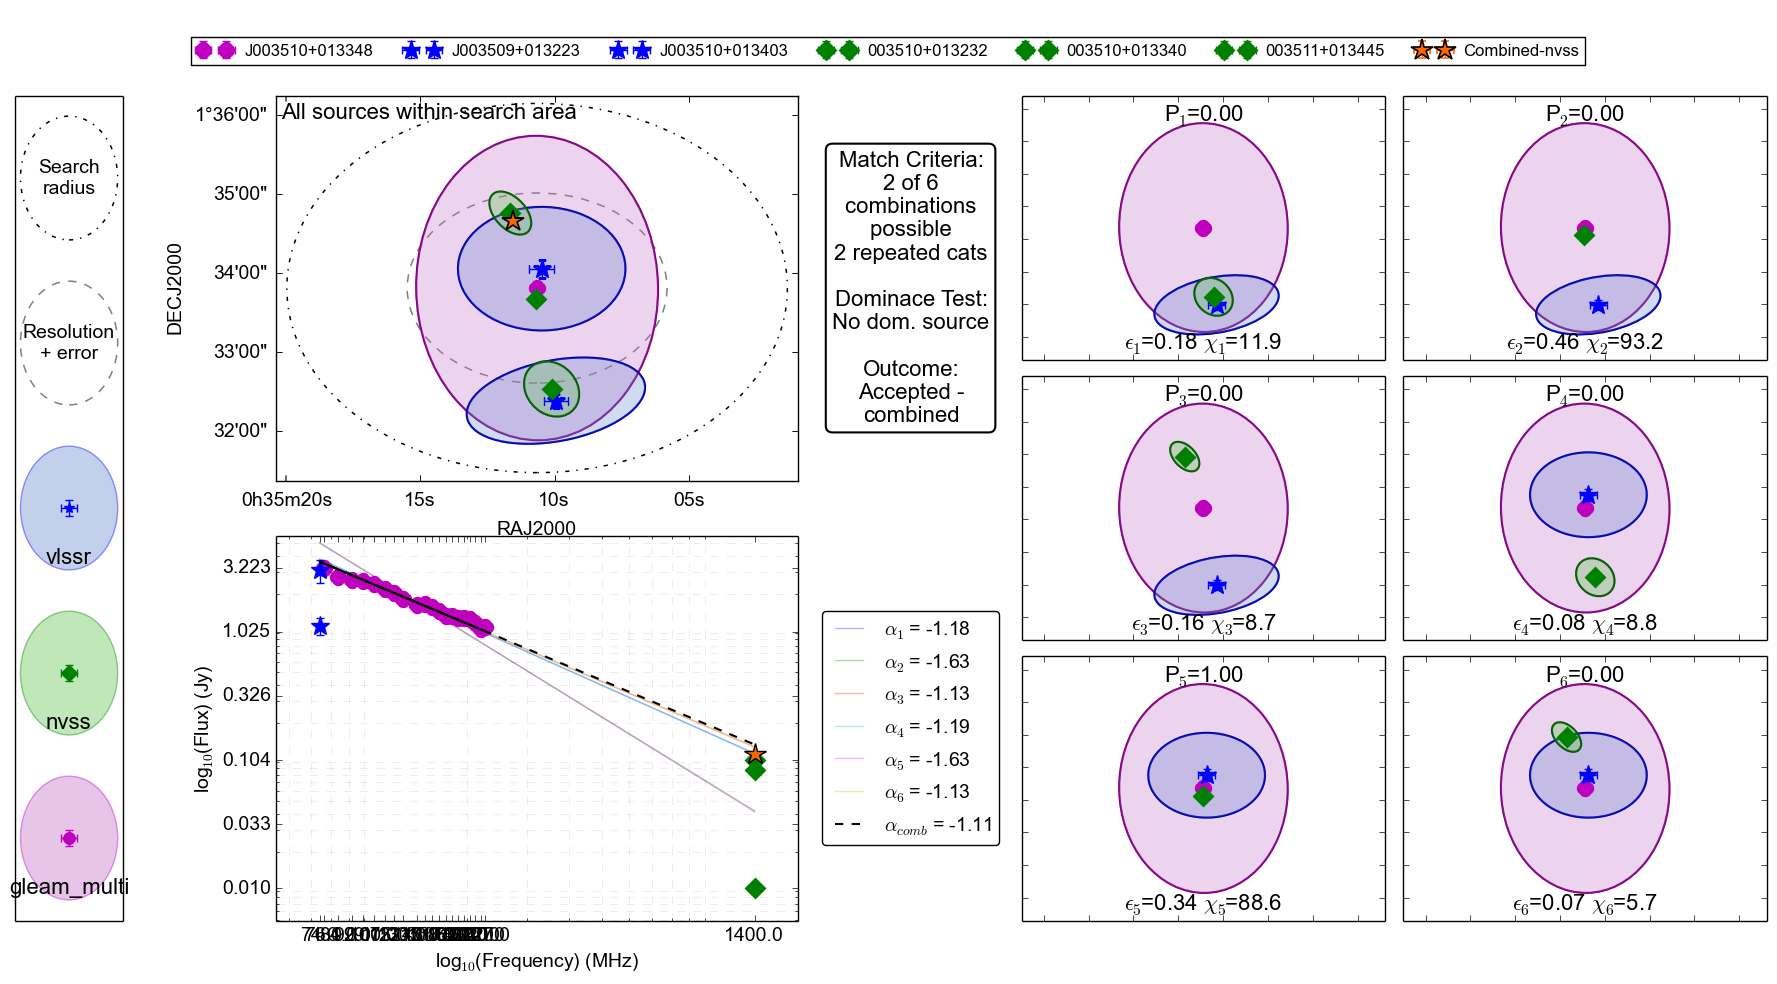 J003510+013348
J003509+013223
J003510+013403
003510+013232
003510+013340
003511+013445
Combined-nvss
Search
radius
Resolution
+ error
vlssr
nvss
gleam_multi
All sources within search area
1°36'00"
35'00"
34'00"
33'00"
32'00"
DECJ2000
0h35m20s
15s
10s
05s
RAJ2000
Match Criteria:
2 of 6
combinations
possible
2 repeated cats
Dominace Test:
No dom. source
Outcome:
Accepted -
combined
3.223
1.025
0.326
0.104
0.033
0.010
log₁₀(Flux) (Jy)
1400.0
log₁₀(Frequency) (MHz)
α₁ = -1.18
α₂ = -1.63
α₃ = -1.13
α₄ = -1.19
α₅ = -1.63
α₆ = -1.13
α_comb = -1.11
P₁=0.00
ϵ₁=0.18 χ₁=11.9
P₂=0.00
ϵ₂=0.46 χ₂=93.2
P₃=0.00
ϵ₃=0.16 χ₃=8.7
P₄=0.00
ϵ₄=0.08 χ₄=8.8
P₅=1.00
ϵ₅=0.34 χ₅=88.6
P₆=0.00
ϵ₆=0.07 χ₆=5.7